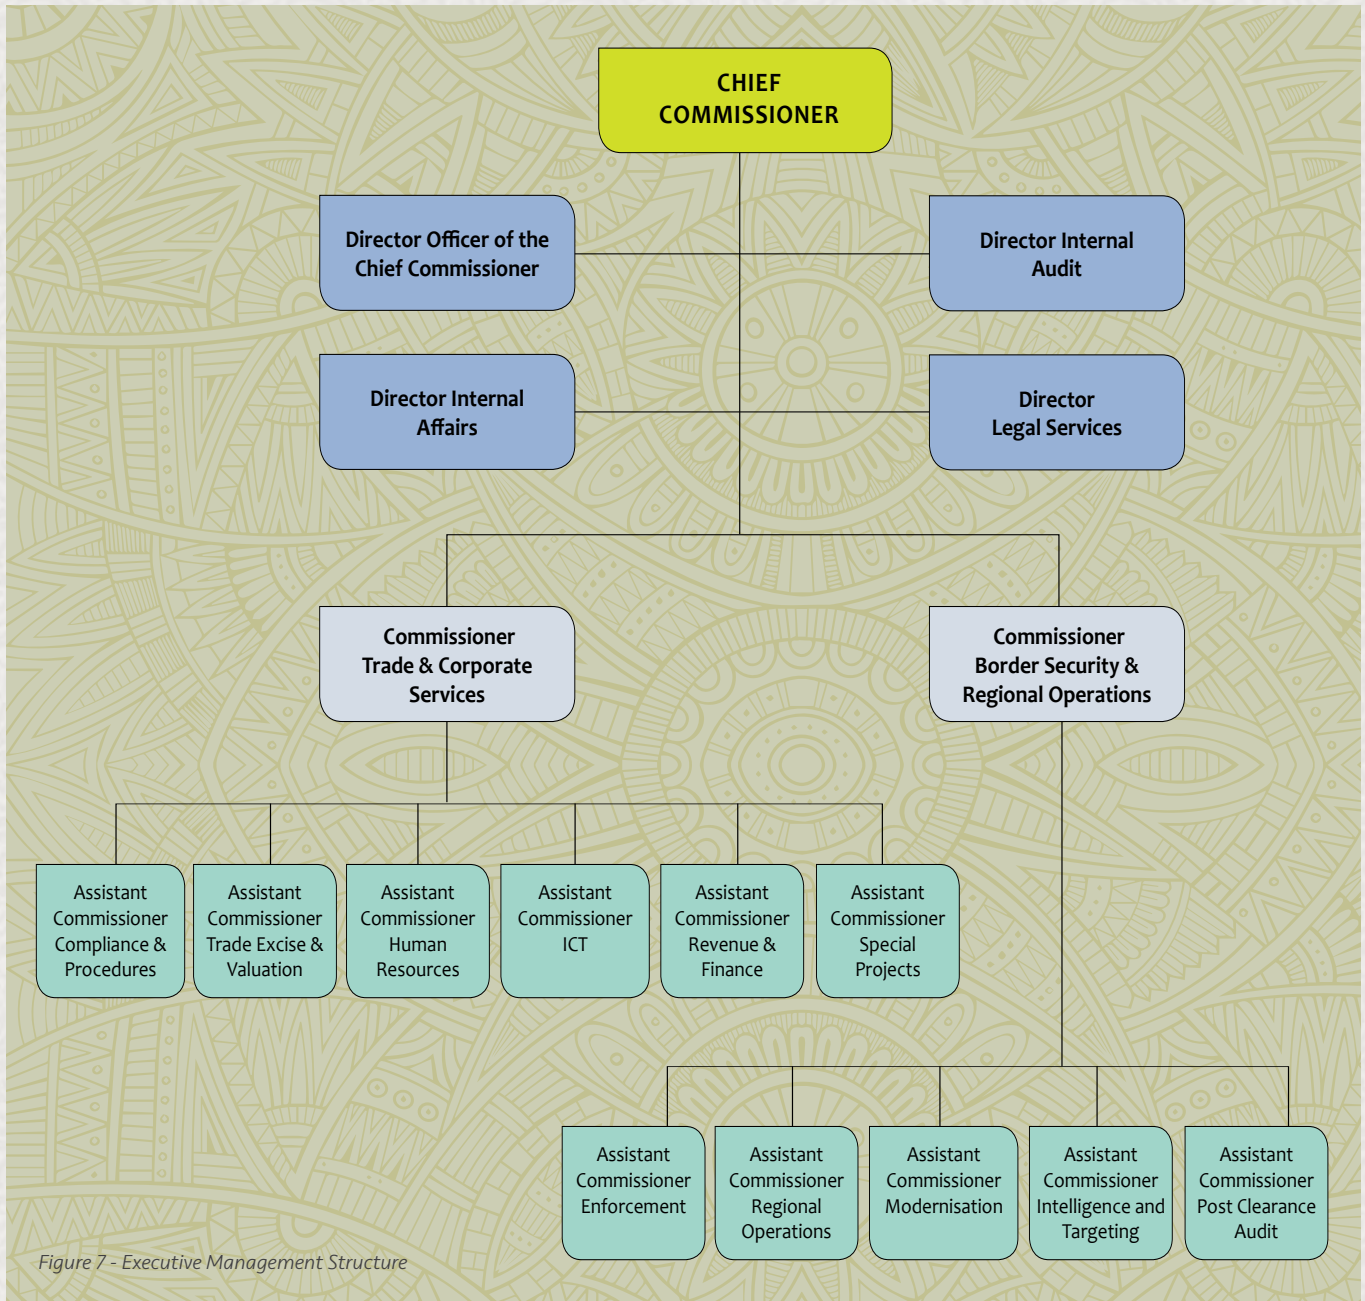 CHIEF
COMMISSIONER
Director Officer of the
Chief Commissioner
Director Internal
Audit
Director Internal
Affairs
Director
Legal Services
Commissioner
Trade & Corporate
Services
Commissioner
Border Security &
Regional Operations
Assistant
Commissioner
Compliance &
Procedures
Assistant
Commissioner
Trade Excise &
Valuation
Assistant
Commissioner
Human
Resources
Assistant
Commissioner
ICT
Assistant
Commissioner
Revenue &
Finance
Assistant
Commissioner
Special
Projects
Assistant
Commissioner
Enforcement
Assistant
Commissioner
Regional
Operations
Assistant
Commissioner
Modernisation
Assistant
Commissioner
Intelligence and
Targeting
Assistant
Commissioner
Post Clearance
Audit
Figure 7 - Executive Management Structure